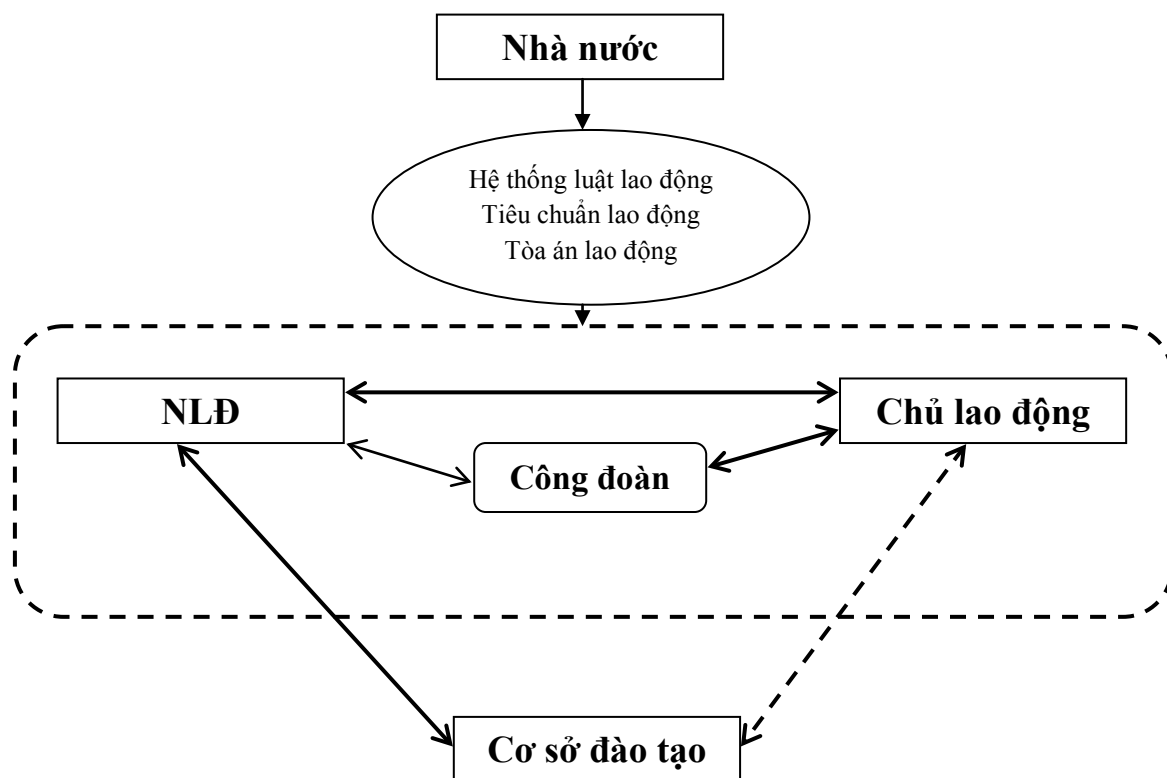 Nhà nước
Hệ thống luật lao động
Tiêu chuẩn lao động
Tòa án lao động
NLĐ
Chủ lao động
Công đoàn
Cơ sở đào tạo